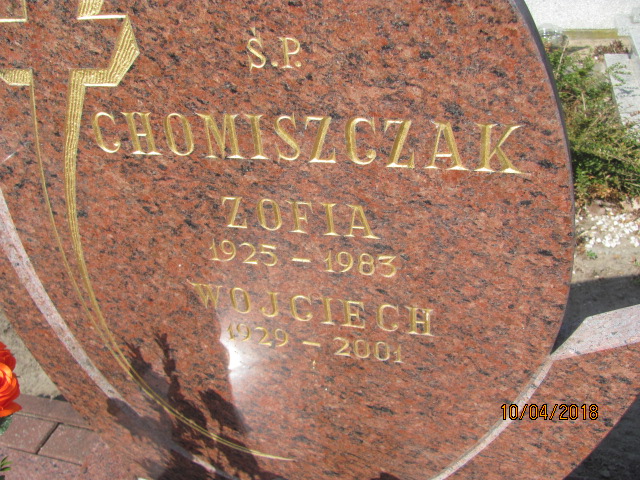 Ś.P.
CHOMISZCZAK
ZOFIA
1925 – 1983
WOJCIECH
1929 – 2001
10/04/2018